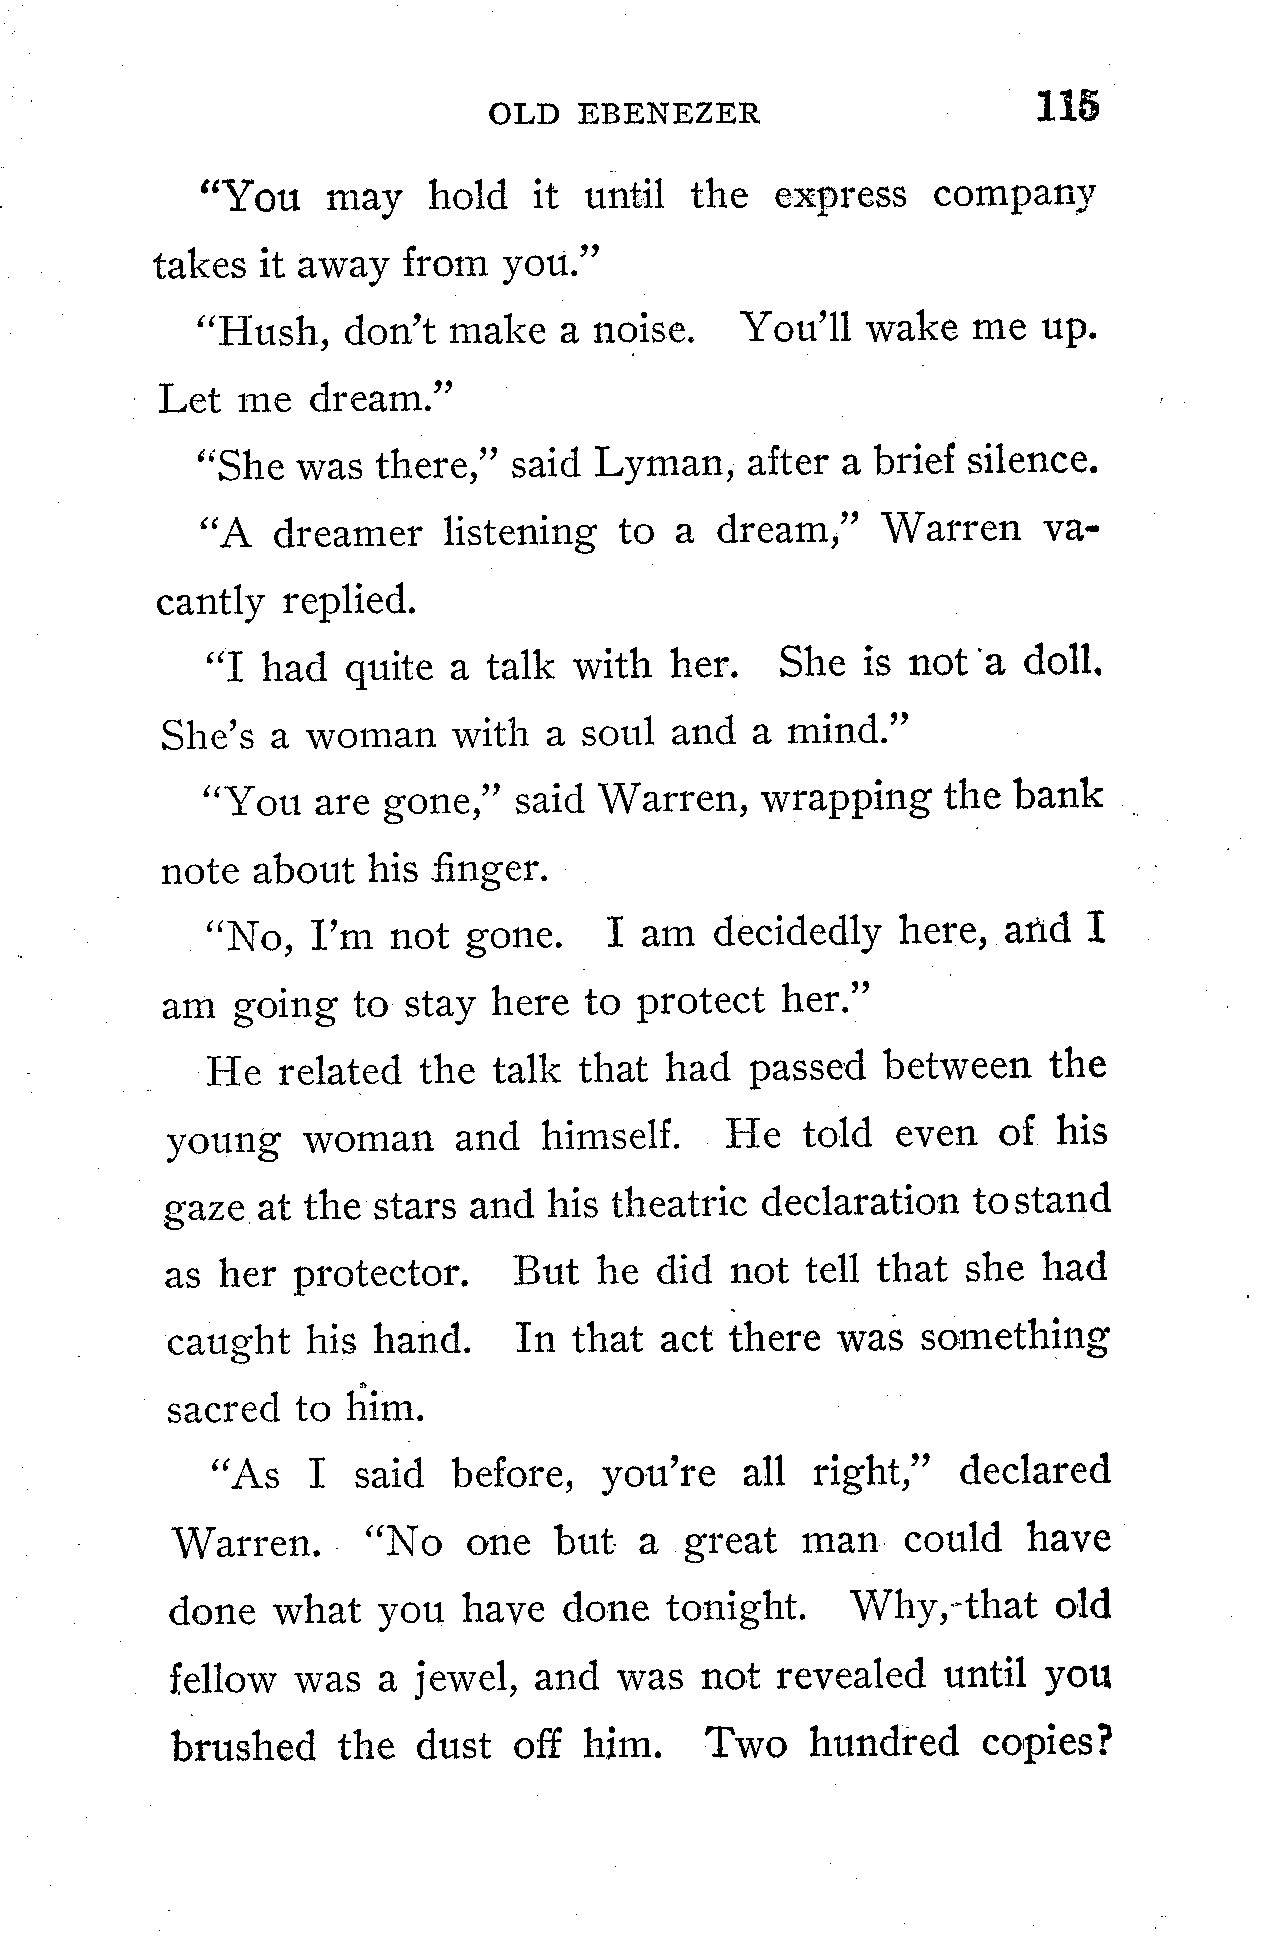 OLD EBENEZER 115
“You may hold it until the express company
takes it away from you.”
“Hush, don’t make a noise. You’ll wake me up.
Let me dream.”
“She was there,” said Lyman, after a brief silence.
“A dreamer listening to a dream,” Warren va-
cantly replied.
“I had quite a talk with her. She is not a doll.
She’s a woman with a soul and a mind.”
“You are gone,” said Warren, wrapping the bank
note about his finger.
“No, I’m not gone. I am decidedly here, and I
am going to stay here to protect her.”
He related the talk that had passed between the
young woman and himself. He told even of his
gaze at the stars and his theatric declaration to stand
as her protector. But he did not tell that she had
caught his hand. In that act there was something
sacred to him.
“As I said before, you’re all right,” declared
Warren. “No one but a great man could have
done what you have done tonight. Why, that old
fellow was a jewel, and was not revealed until you
brushed the dust off him. Two hundred copies?